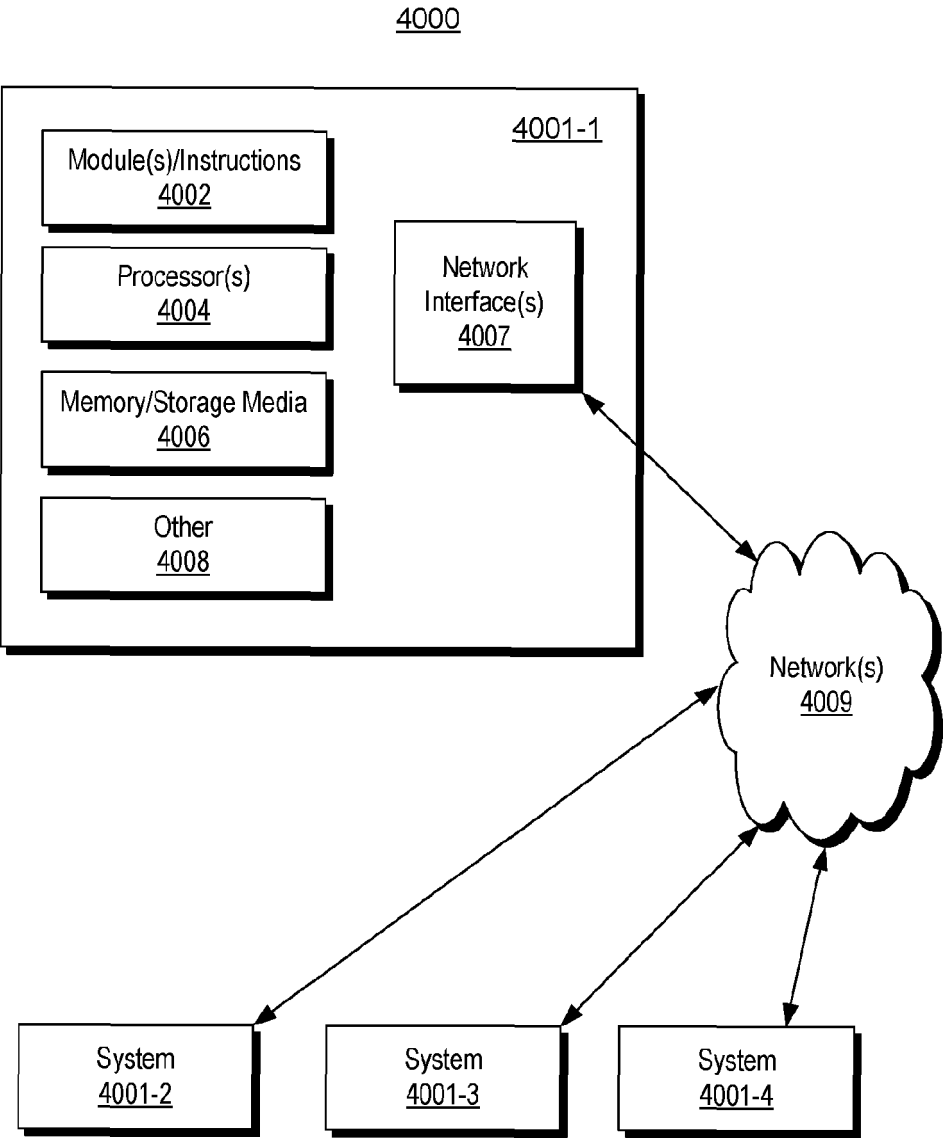 4000
4001-1
Module(s)/Instructions
4002
Processor(s)
4004
Memory/Storage Media
4006
Other
4008
Network
Interface(s)
4007
Network(s)
4009
System
4001-2
System
4001-3
System
4001-4